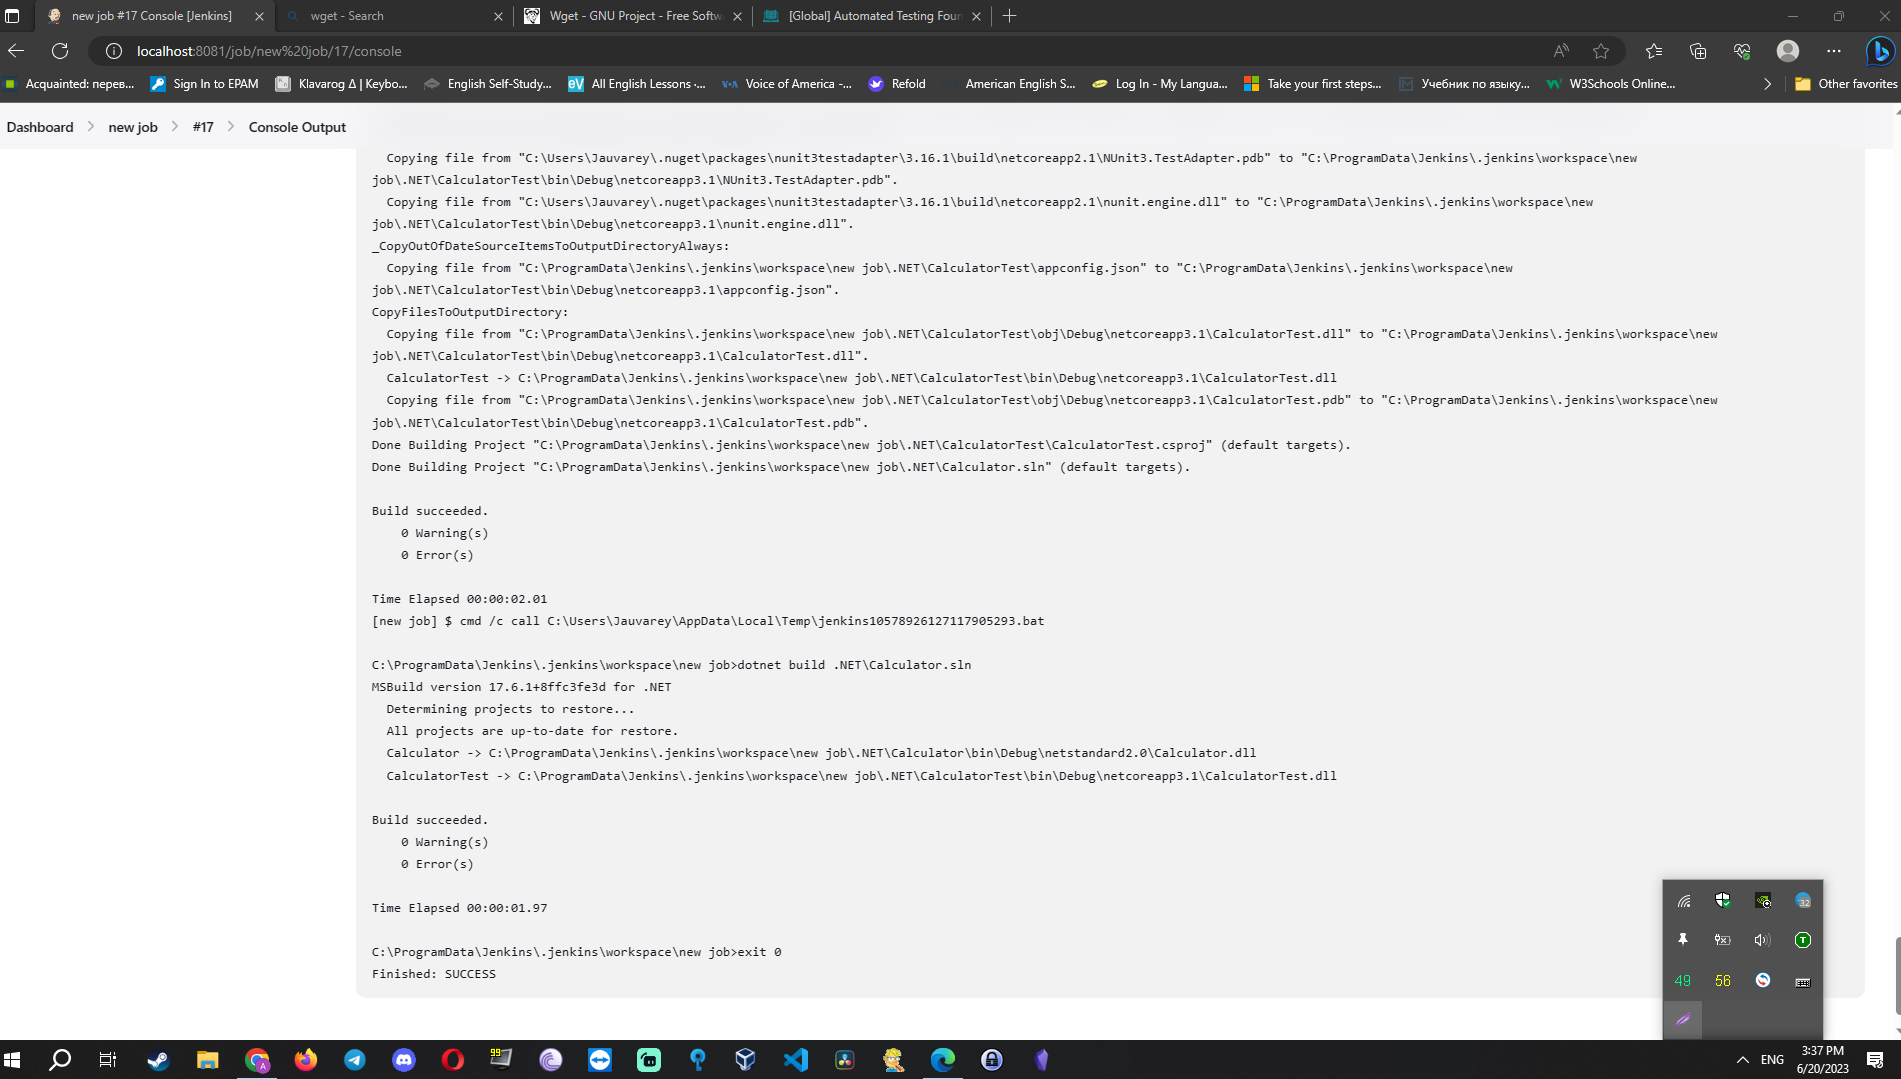 new job #17 Console [Jenkins]
wget - Search
Wget - GNU Project - Free Softw
[Global] Automated Testing Four
localhost:8081/job/new%20job/17/console
Acquainted: перев...
Sign In to EPAM
Klavarog Δ | Keybo...
English Self-Study...
All English Lessons ·...
Voice of America -...
Refold
American English S...
Log In - My Langua...
Take your first steps...
Учебник по языку...
W3Schools Online...
Other favorites
Dashboard
new job
#17
Console Output
Copying file from "C:\Users\Jauvarey\.nuget\packages\nunit3testadapter\3.16.1\build\netcoreapp2.1\NUnit3.TestAdapter.pdb" to "C:\ProgramData\Jenkins\.jenkins\workspace\new
job\.NET\CalculatorTest\bin\Debug\netcoreapp3.1\NUnit3.TestAdapter.pdb".
Copying file from "C:\Users\Jauvarey\.nuget\packages\nunit3testadapter\3.16.1\build\netcoreapp2.1\nunit.engine.dll" to "C:\ProgramData\Jenkins\.jenkins\workspace\new
job\.NET\CalculatorTest\bin\Debug\netcoreapp3.1\nunit.engine.dll".
_CopyOutOfDateSourceItemsToOutputDirectoryAlways:
Copying file from "C:\ProgramData\Jenkins\.jenkins\workspace\new job\.NET\CalculatorTest\appconfig.json" to "C:\ProgramData\Jenkins\.jenkins\workspace\new
job\.NET\CalculatorTest\bin\Debug\netcoreapp3.1\appconfig.json".
CopyFilesToOutputDirectory:
Copying file from "C:\ProgramData\Jenkins\.jenkins\workspace\new job\.NET\CalculatorTest\obj\Debug\netcoreapp3.1\CalculatorTest.dll" to "C:\ProgramData\Jenkins\.jenkins\workspace\new
job\.NET\CalculatorTest\bin\Debug\netcoreapp3.1\CalculatorTest.dll".
CalculatorTest -> C:\ProgramData\Jenkins\.jenkins\workspace\new job\.NET\CalculatorTest\bin\Debug\netcoreapp3.1\CalculatorTest.dll
Copying file from "C:\ProgramData\Jenkins\.jenkins\workspace\new job\.NET\CalculatorTest\obj\Debug\netcoreapp3.1\CalculatorTest.pdb" to "C:\ProgramData\Jenkins\.jenkins\workspace\new
job\.NET\CalculatorTest\bin\Debug\netcoreapp3.1\CalculatorTest.pdb".
Done Building Project "C:\ProgramData\Jenkins\.jenkins\workspace\new job\.NET\CalculatorTest\CalculatorTest.csproj" (default targets).
Done Building Project "C:\ProgramData\Jenkins\.jenkins\workspace\new job\.NET\Calculator.sln" (default targets).
Build succeeded.
0 Warning(s)
0 Error(s)
Time Elapsed 00:00:02.01
[new job] $ cmd /c call C:\Users\Jauvarey\AppData\Local\Temp\jenkins10578926127117905293.bat
C:\ProgramData\Jenkins\.jenkins\workspace\new job>dotnet build .NET\Calculator.sln
MSBuild version 17.6.1+8ffc3fe3d for .NET
Determining projects to restore...
All projects are up-to-date for restore.
Calculator -> C:\ProgramData\Jenkins\.jenkins\workspace\new job\.NET\Calculator\bin\Debug\netstandard2.0\Calculator.dll
CalculatorTest -> C:\ProgramData\Jenkins\.jenkins\workspace\new job\.NET\CalculatorTest\bin\Debug\netcoreapp3.1\CalculatorTest.dll
Build succeeded.
0 Warning(s)
0 Error(s)
Time Elapsed 00:00:01.97
C:\ProgramData\Jenkins\.jenkins\workspace\new job>exit 0
Finished: SUCCESS
32
49
56
99
ENG
3:37 PM
6/20/2023